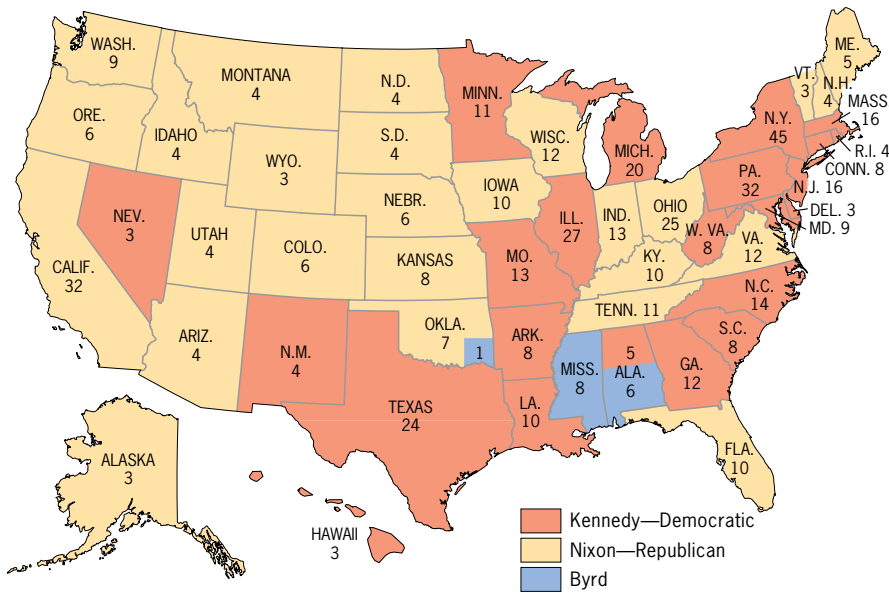 WASH.
9
ORE.
6
CALIF.
32
NEV.
3
IDAHO
4
MONTANA
4
WYO.
3
UTAH
4
COLO.
6
ARIZ.
4
N.M.
4
N.D.
4
S.D.
4
NEBR.
6
KANSAS
8
OKLA.
7
1
TEXAS
24
MINN.
11
IOWA
10
MO.
13
ARK.
8
LA.
10
WISC.
12
ILL.
27
MICH.
20
IND.
13
OHIO
25
KY.
10
TENN. 11
MISS.
8
5
ALA.
6
GA.
12
FLA.
10
S.C.
8
N.C.
14
VA.
12
W. VA.
8
PA.
32
N.Y.
45
VT.
3
N.H.
4
ME.
5
MASS
16
R.I. 4
CONN. 8
N.J. 16
DEL. 3
MD. 9
ALASKA
3
HAWAII
3
Kennedy—Democratic
Nixon—Republican
Byrd